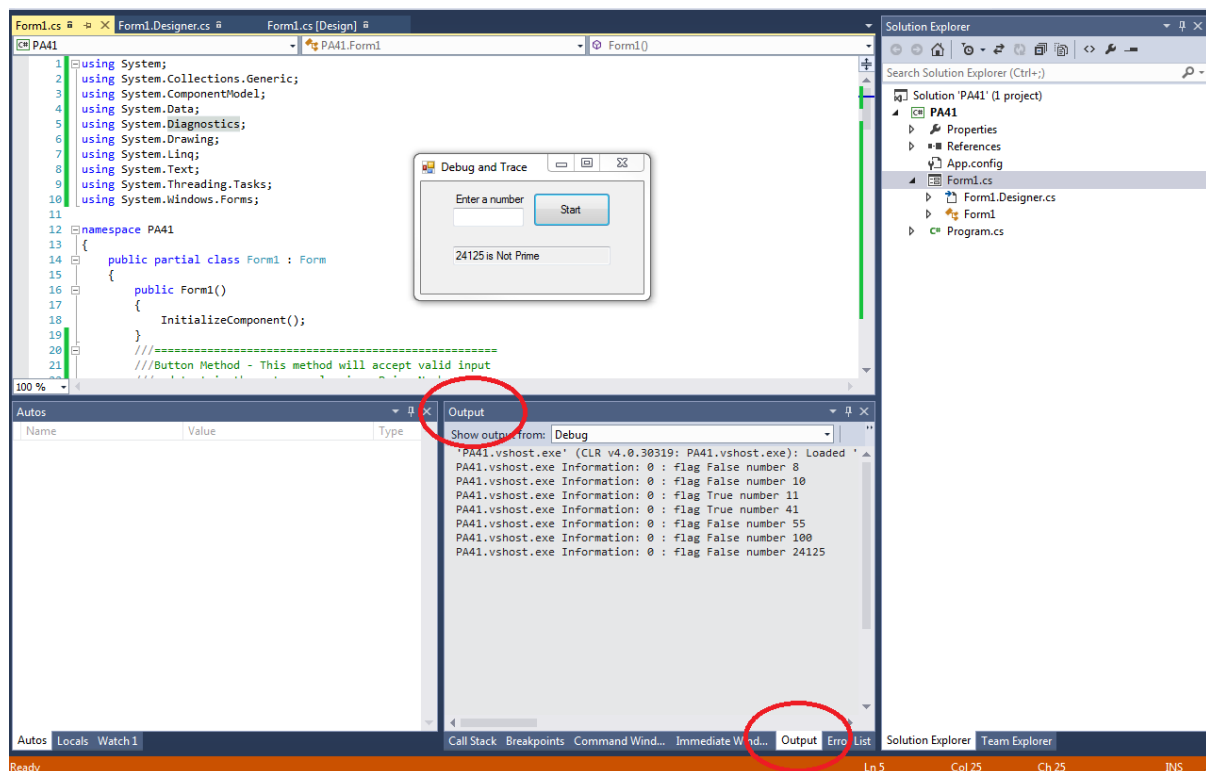 Form1.cs Form1.Designer.cs Form1.cs [Design]
C# PA41 PA41.Form1 Form1()
1 using System;
2 using System.Collections.Generic;
3 using System.ComponentModel;
4 using System.Data;
5 using System.Diagnostics;
6 using System.Drawing;
7 using System.Linq;
8 using System.Text;
9 using System.Threading.Tasks;
10 using System.Windows.Forms;
11
12 namespace PA41
13 {
14 public partial class Form1 : Form
15 {
16 public Form1()
17 {
18 InitializeComponent();
19 }
20 ///====================================================
21 ///Button Method - This method will accept valid input
100 %
Debug and Trace
Enter a number
Start
24125 is Not Prime
Autos
Name Value Type
Autos Locals Watch 1
Output
Show output from: Debug
'PA41.vshost.exe' (CLR v4.0.30319: PA41.vshost.exe): Loaded '
PA41.vshost.exe Information: 0 : flag False number 8
PA41.vshost.exe Information: 0 : flag False number 10
PA41.vshost.exe Information: 0 : flag True number 11
PA41.vshost.exe Information: 0 : flag True number 41
PA41.vshost.exe Information: 0 : flag False number 55
PA41.vshost.exe Information: 0 : flag False number 100
PA41.vshost.exe Information: 0 : flag False number 24125
Call Stack Breakpoints Command Wind... Immediate Wind... Output Error List
Solution Explorer
Search Solution Explorer (Ctrl+;)
Solution 'PA41' (1 project)
C# PA41
Properties
References
App.config
Form1.cs
Form1.Designer.cs
Form1
C# Program.cs
Solution Explorer Team Explorer
Ready Ln 5 Col 25 Ch 25 INS